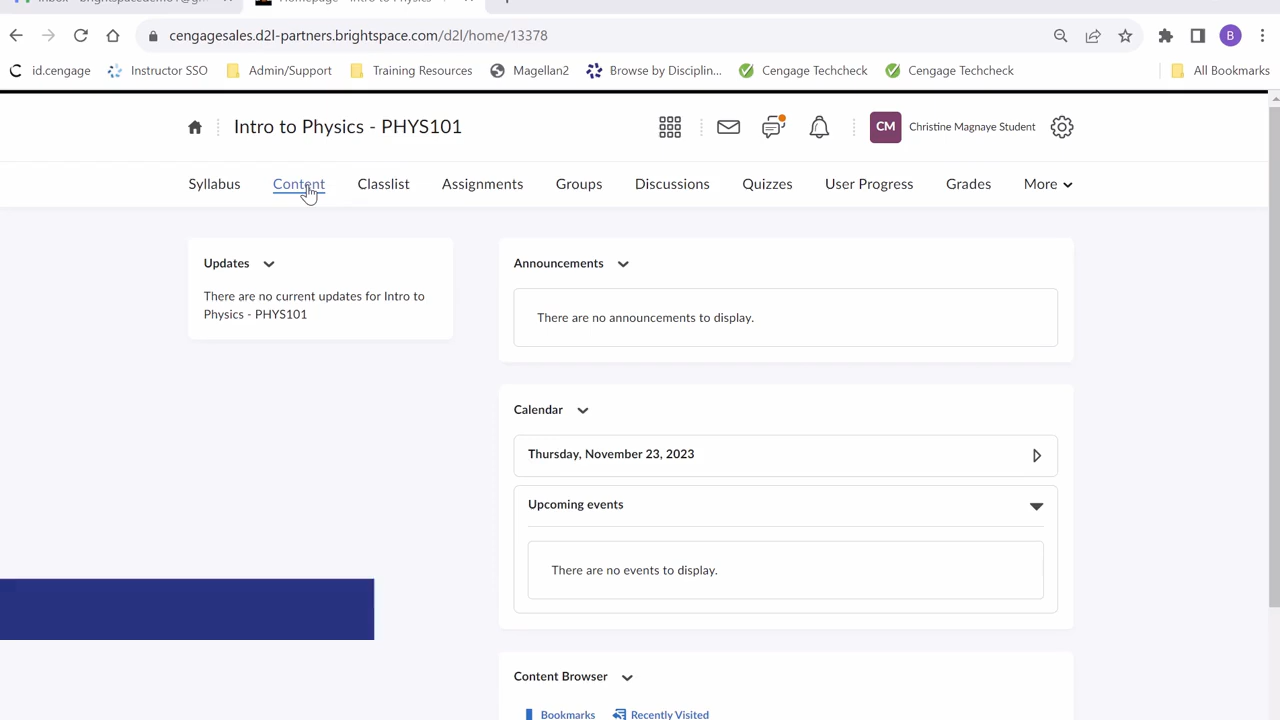 cengagesales.d2l-partners.brightspace.com/d2l/home/13378
B
id.cengage Instructor SSO Admin/Support Training Resources Magellan2 Browse by Disciplin... Cengage Techcheck Cengage Techcheck All Bookmarks
Intro to Physics - PHYS101 CM Christine Magnaye Student
Syllabus Content Classlist Assignments Groups Discussions Quizzes User Progress Grades More
Updates
There are no current updates for Intro to
Physics - PHYS101
Announcements
There are no announcements to display.
Calendar
Thursday, November 23, 2023
Upcoming events
There are no events to display.
Content Browser
Bookmarks Recently Visited